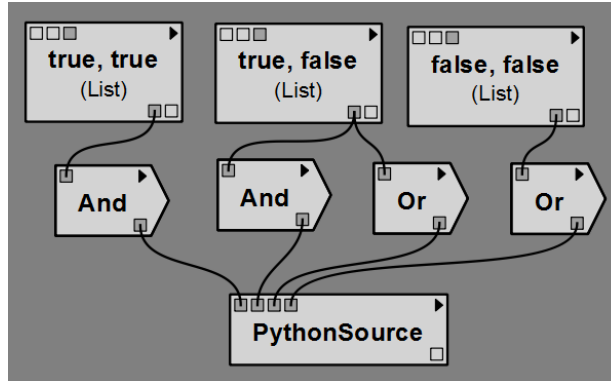 true, true
(List)
true, false
(List)
false, false
(List)
And
And
Or
Or
PythonSource